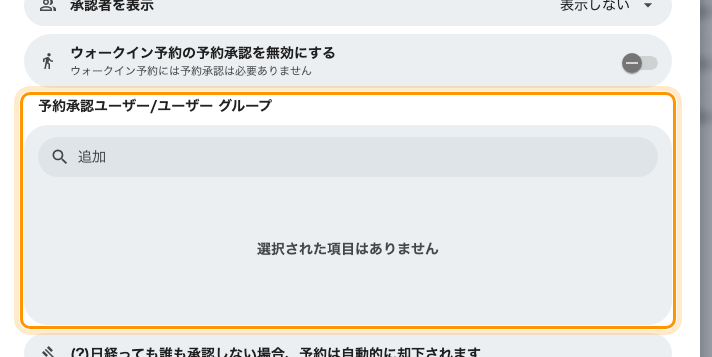 承認者を表示
表示しない
ウォークイン予約の予約承認を無効にする
ウォークイン予約には予約承認は必要ありません
予約承認ユーザー/ユーザー グループ
追加
選択された項目はありません
(?)日経っても誰も承認しない場合、予約は自動的に却下されます